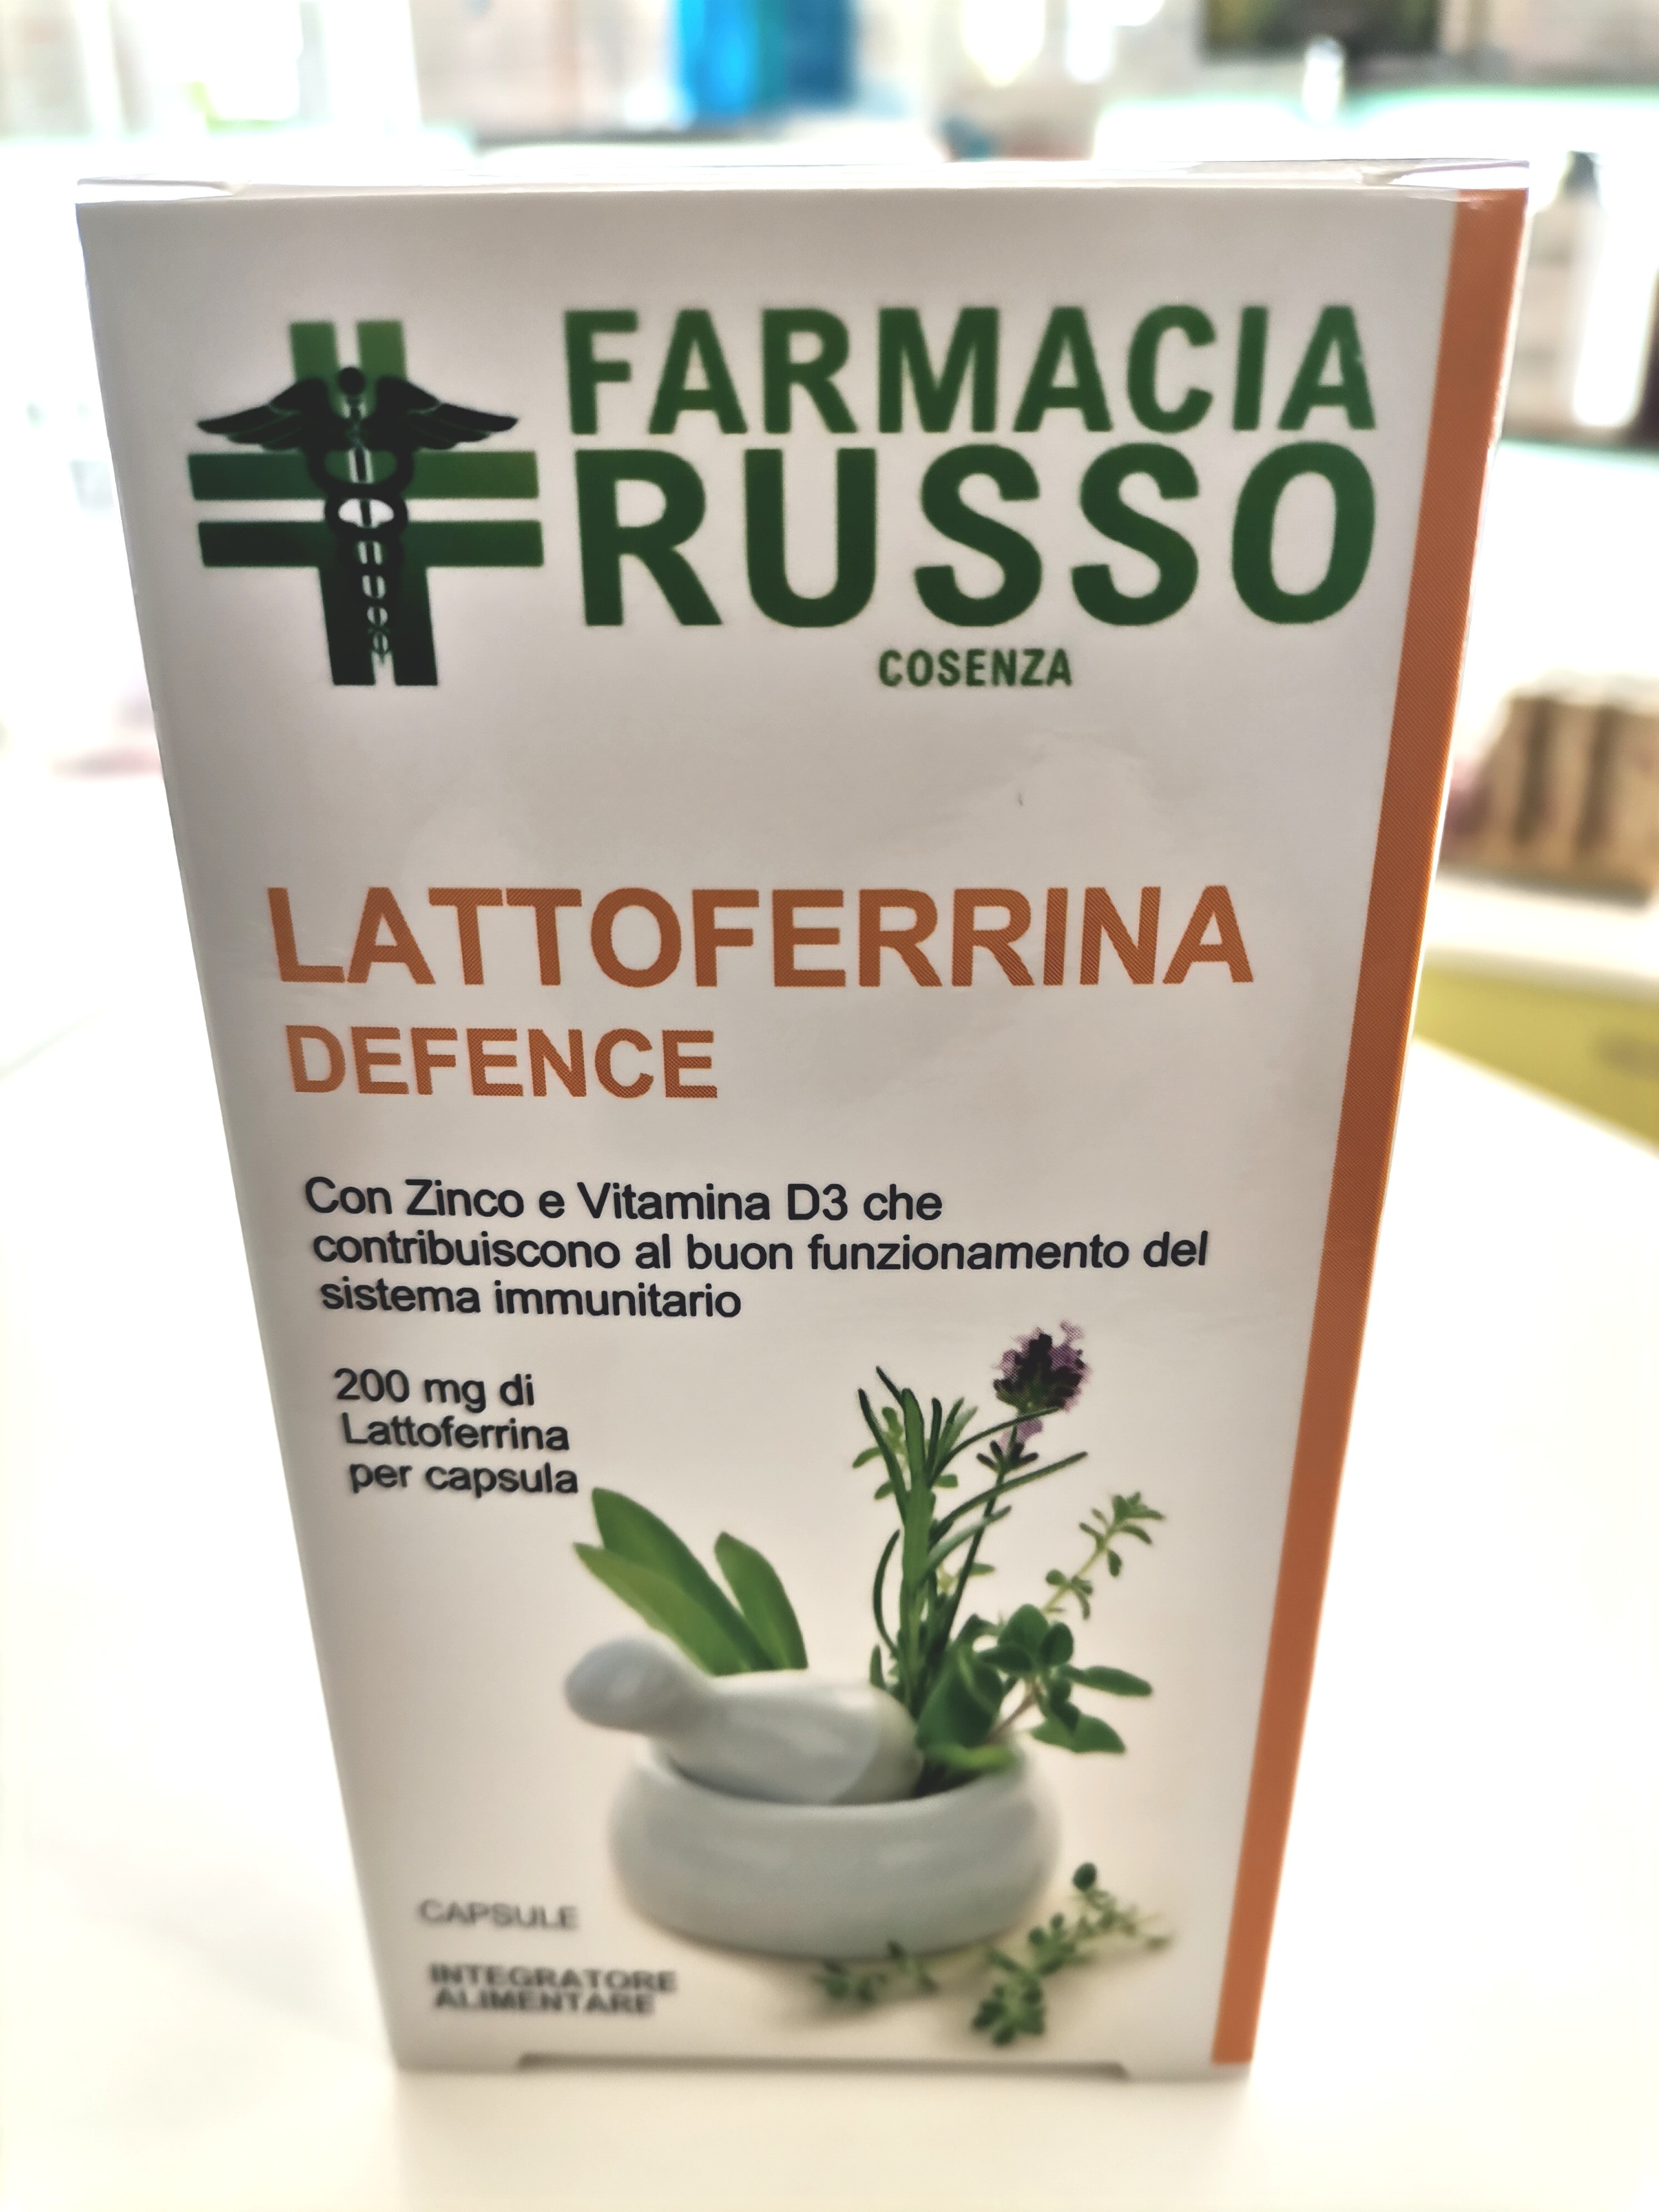 FARMACIA
RUSSO
COSENZA
LATTOFERRINA
DEFENCE
Con Zinco e Vitamina D3 che
contribuiscono al buon funzionamento del
sistema immunitario
200 mg di
Lattoferrina
per capsula
CAPSULE
INTEGRATORE
ALIMENTARE